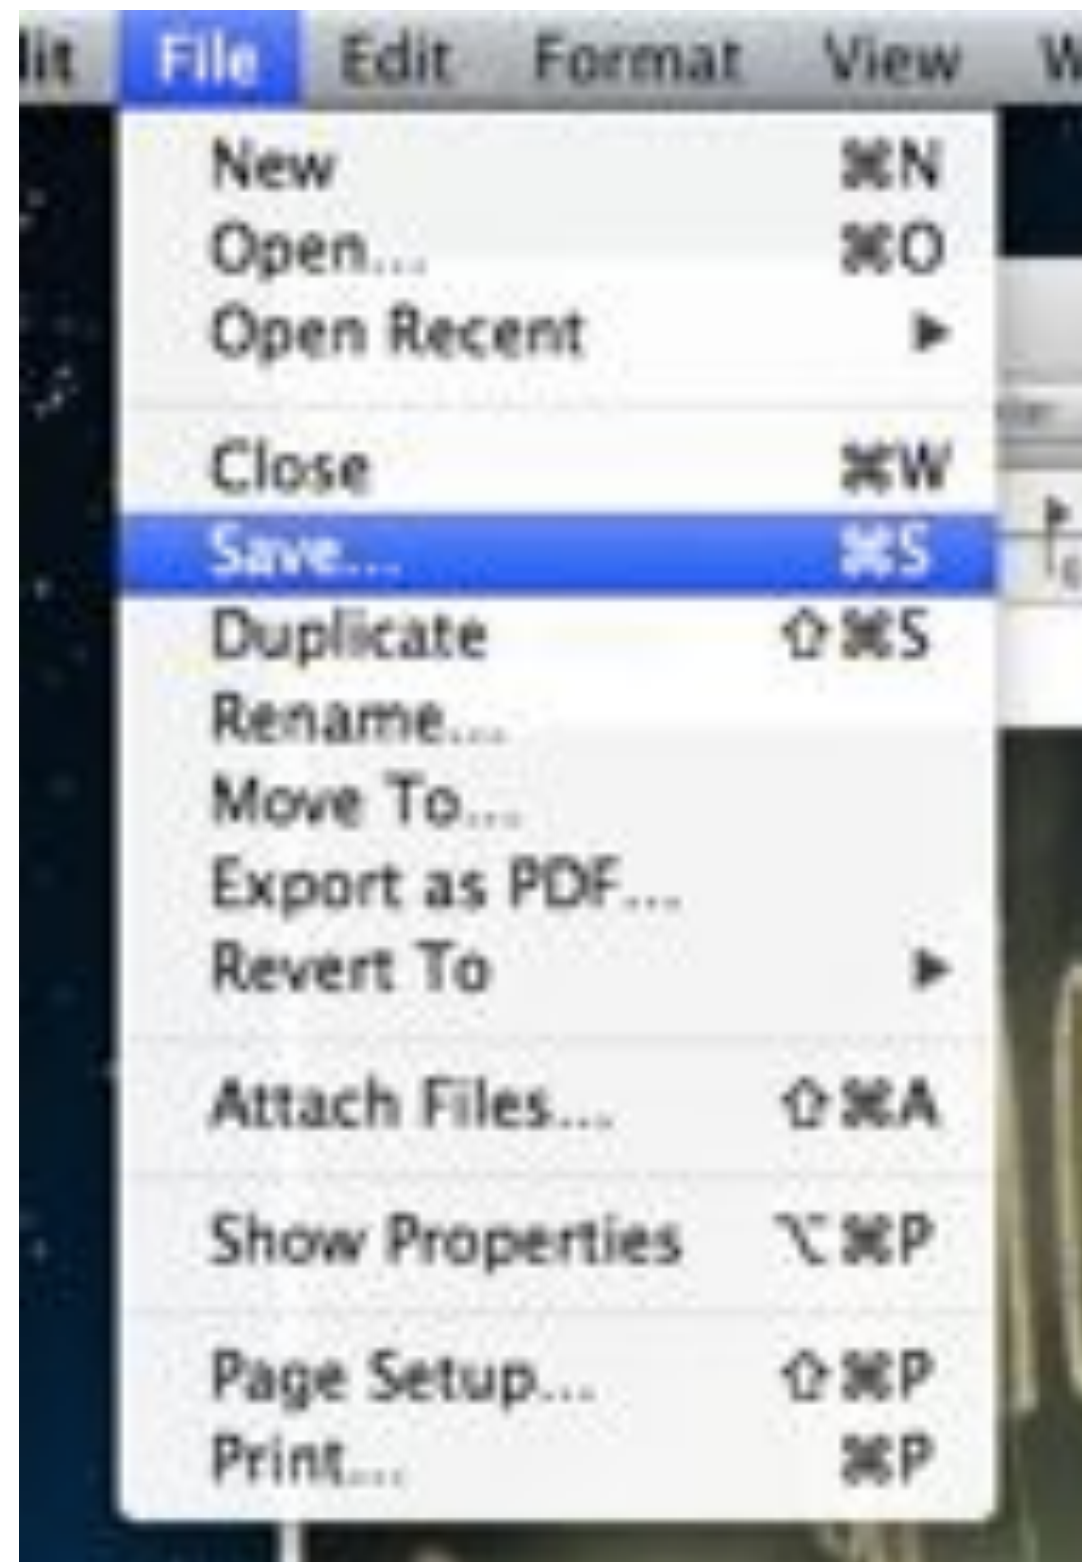 File Edit Format View
New ⌘N
Open... ⌘O
Open Recent ▶
Close ⌘W
Save... ⌘S
Duplicate ⇧⌘S
Rename...
Move To...
Export as PDF...
Revert To ▶
Attach Files... ⇧⌘A
Show Properties ⌥⌘P
Page Setup... ⇧⌘P
Print... ⌘P